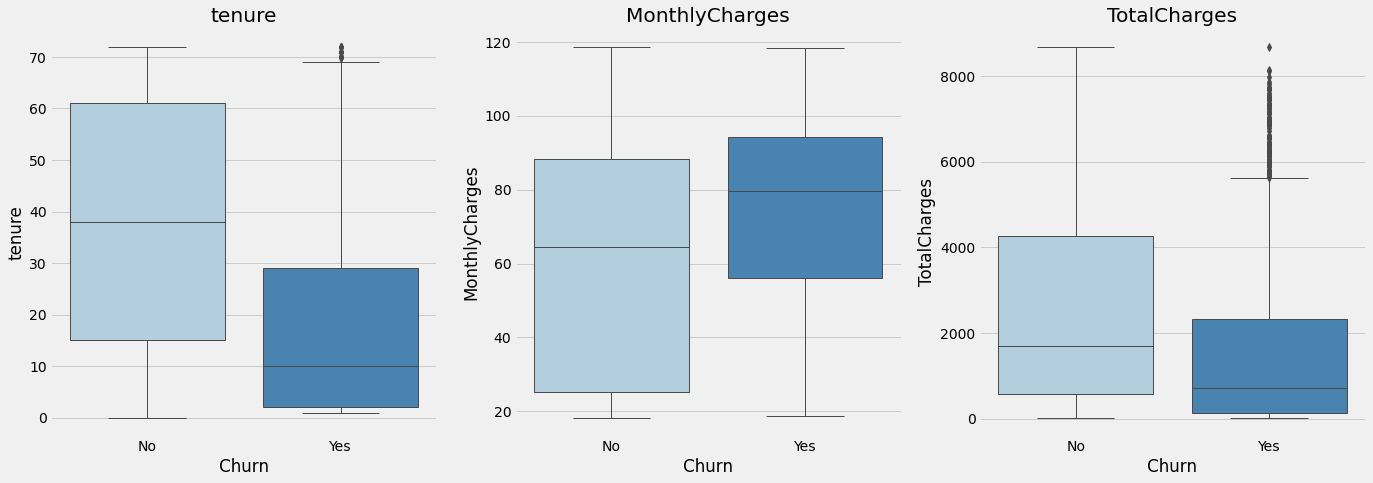 tenure
tenure
70
60
50
40
30
20
10
0
No Yes
Churn
MonthlyCharges
MonthlyCharges
120
100
80
60
40
20
No Yes
Churn
TotalCharges
TotalCharges
8000
6000
4000
2000
0
No Yes
Churn